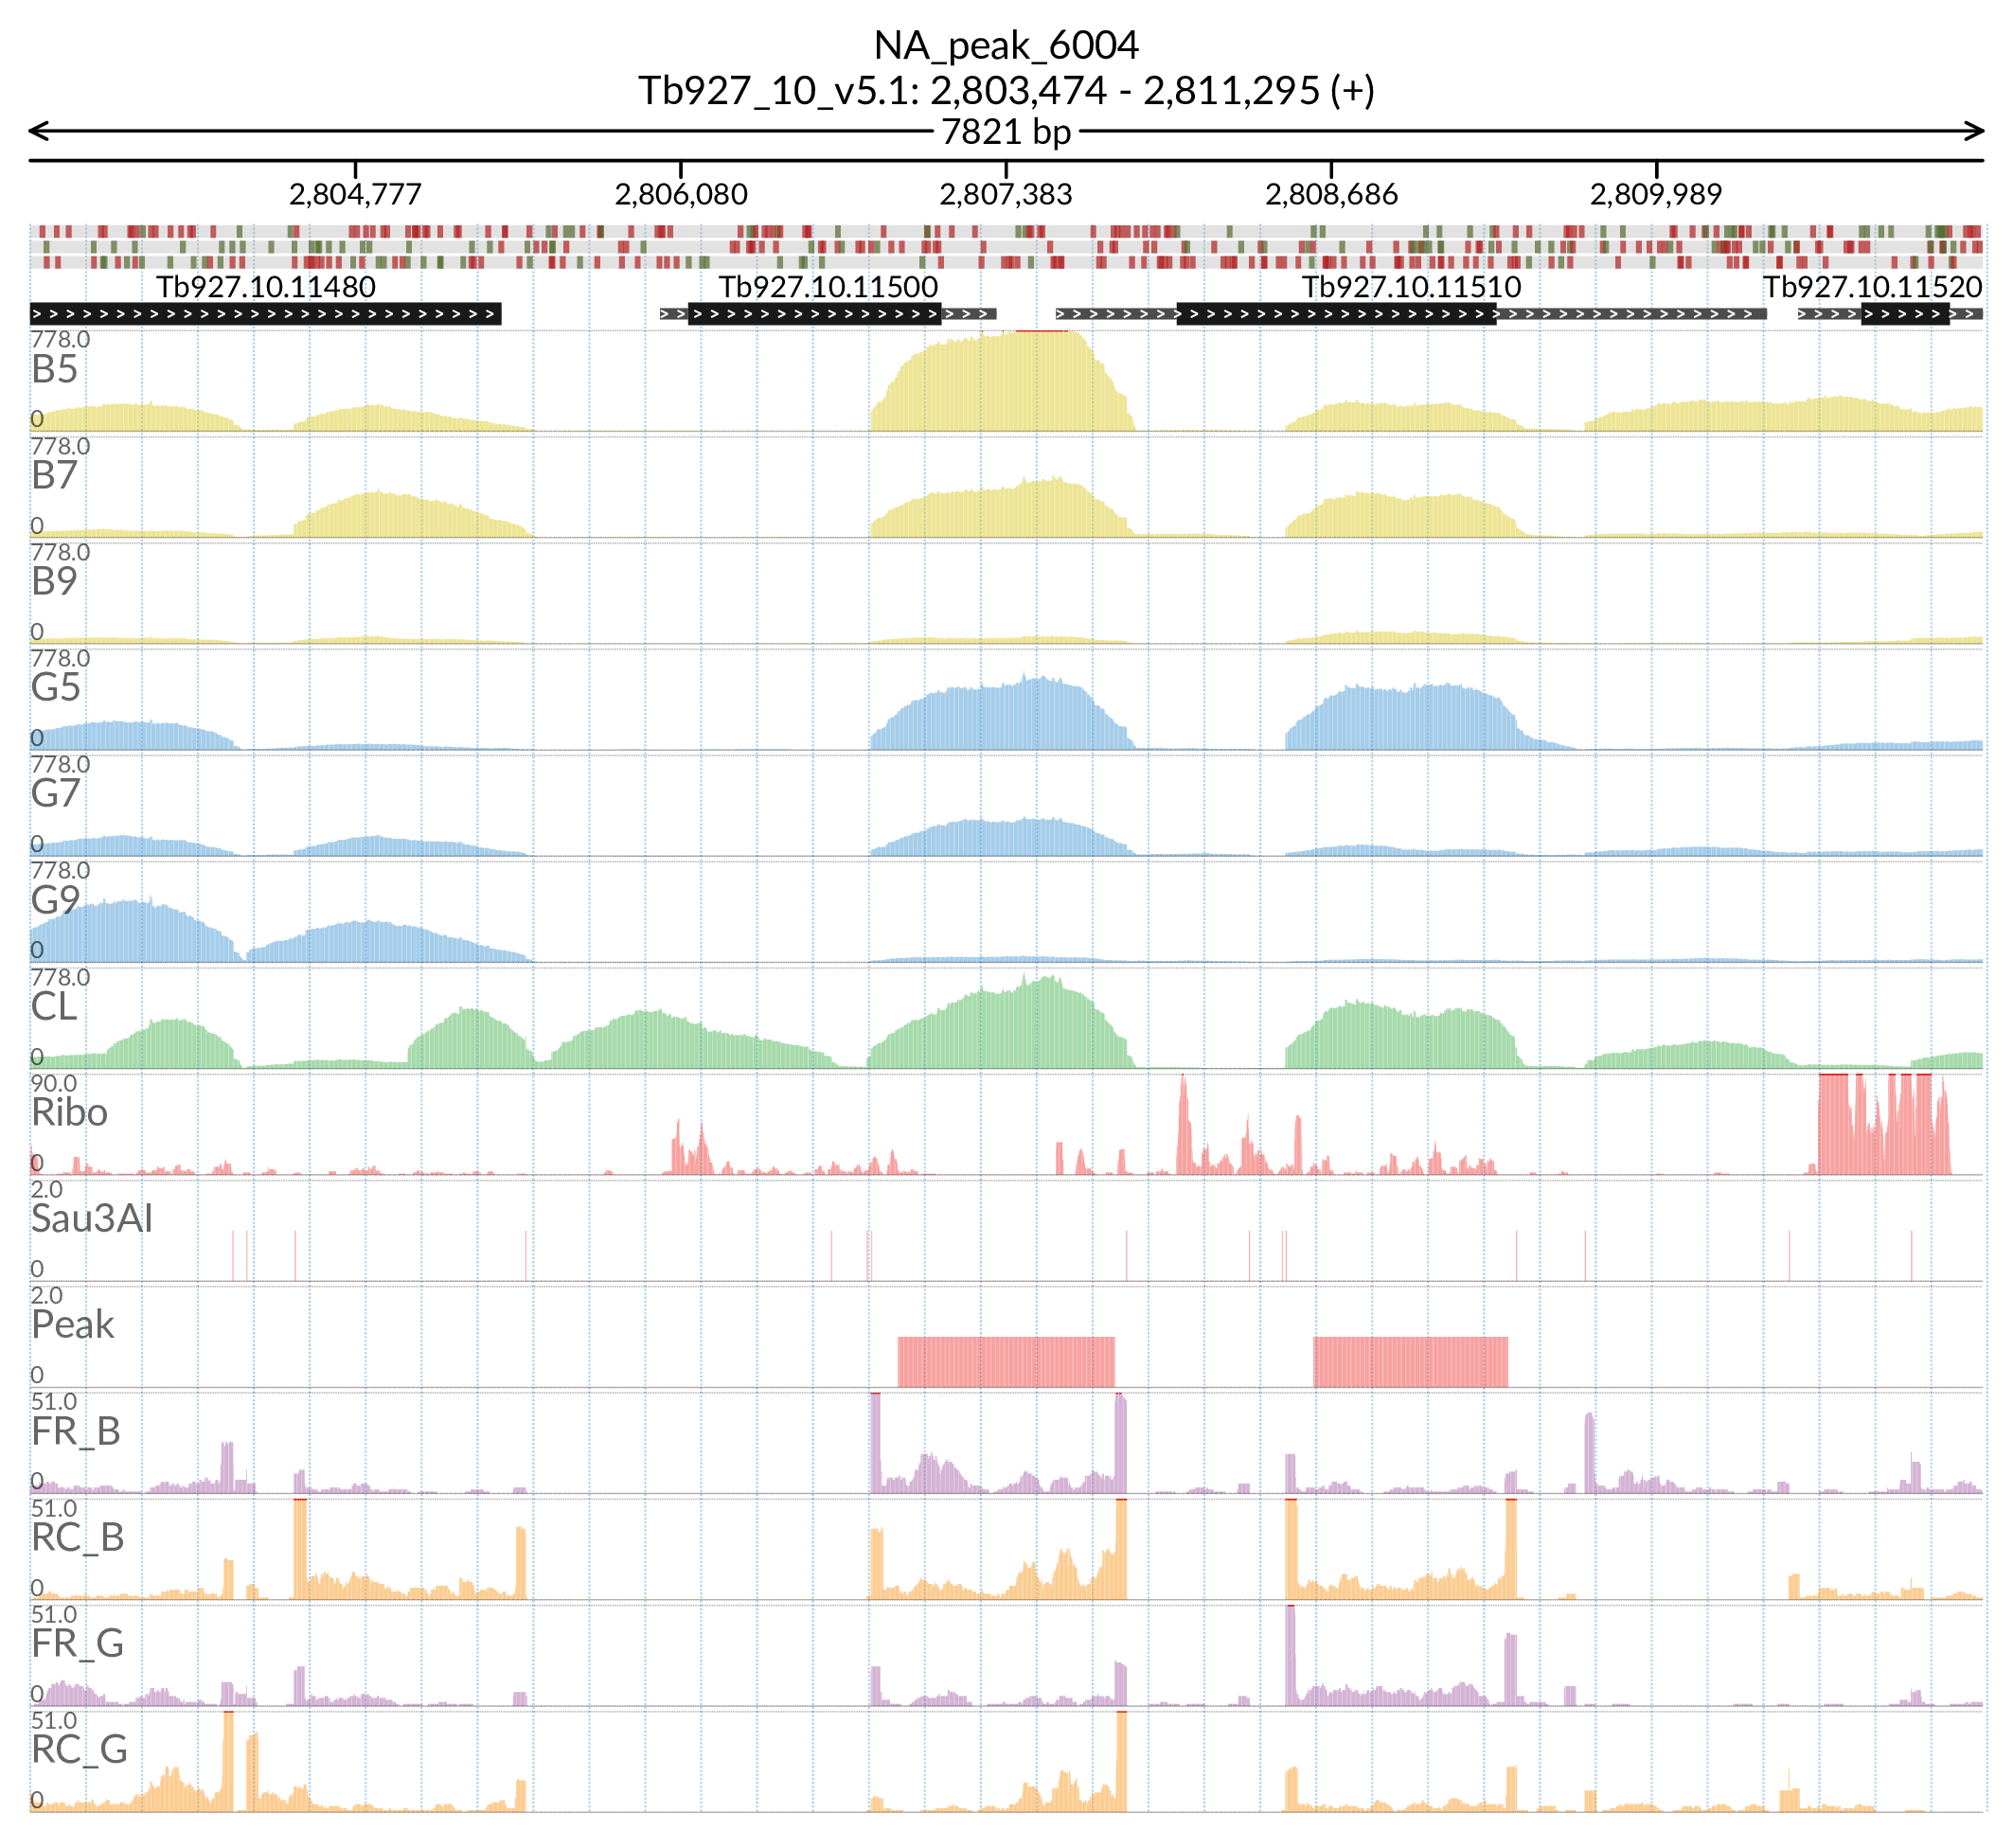 NA_peak_6004
Tb927_10_v5.1: 2,803,474 - 2,811,295 (+)
7821 bp
2,804,777 2,806,080 2,807,383 2,808,686 2,809,989
Tb927.10.11480 Tb927.10.11500 Tb927.10.11510 Tb927.10.11520
778.0
B5
0
778.0
B7
0
778.0
B9
0
778.0
G5
0
778.0
G7
0
778.0
G9
0
778.0
CL
0
90.0
Ribo
0
2.0
Sau3AI
0
2.0
Peak
0
51.0
FR_B
0
51.0
RC_B
0
51.0
FR_G
0
51.0
RC_G
0